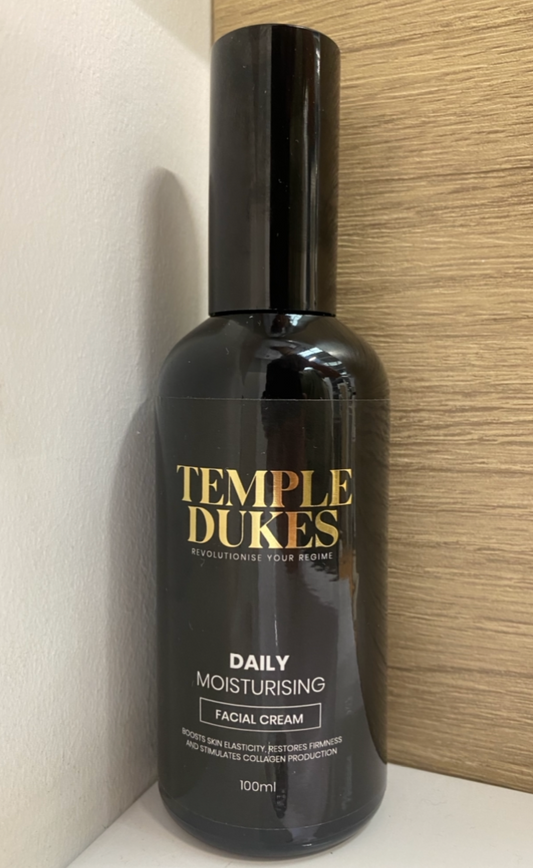 TEMPLE
DUKES
REVOLUTIONISE YOUR REGIME
DAILY
MOISTURISING
FACIAL CREAM
BOOSTS SKIN ELASTICITY, RESTORES FIRMNESS
AND STIMULATES COLLAGEN PRODUCTION
100ml